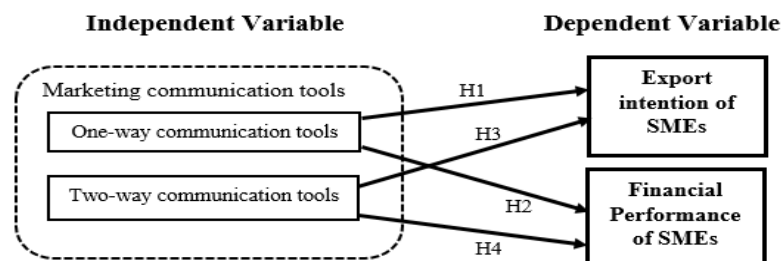 Independent Variable
Dependent Variable
Marketing communication tools
One-way communication tools
Two-way communication tools
H1
H3
H2
H4
Export
intention of
SMEs
Financial
Performance
of SMEs